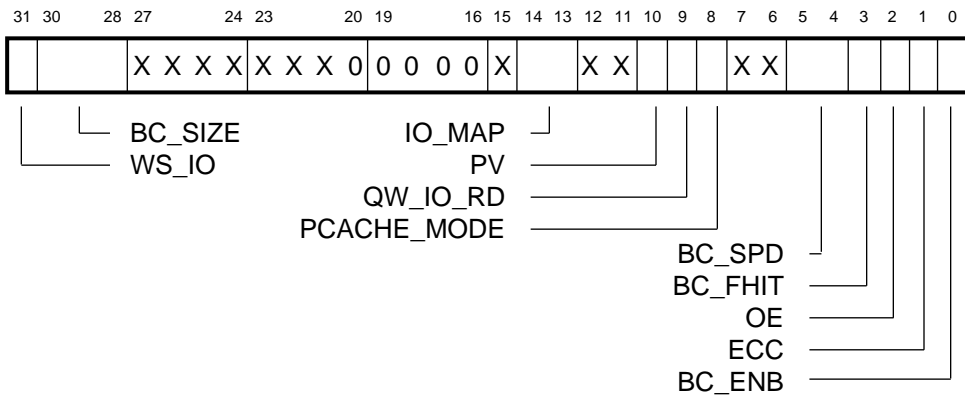 31 30 28 27 24 23 20 19 16 15 14 13 12 11 10 9 8 7 6 5 4 3 2 1 0
X X X X X X X 0 0 0 0 0 X X X X X
BC_SIZE IO_MAP
WS_IO PV
QW_IO_RD
PCACHE_MODE
BC_SPD
BC_FHIT
OE
ECC
BC_ENB